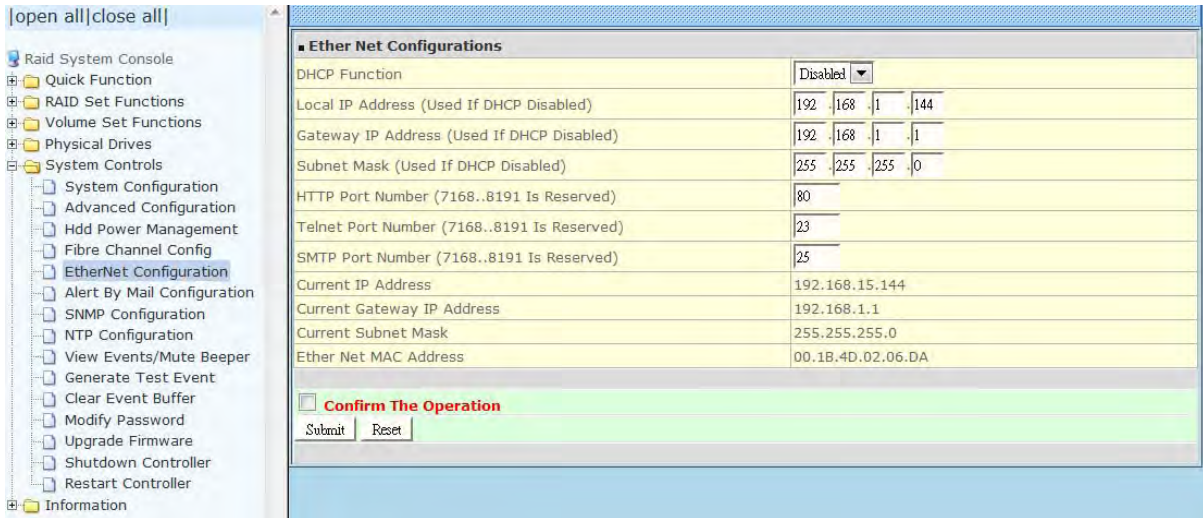 |open all|close all|
Raid System Console
Quick Function
RAID Set Functions
Volume Set Functions
Physical Drives
System Controls
System Configuration
Advanced Configuration
Hdd Power Management
Fibre Channel Config
EtherNet Configuration
Alert By Mail Configuration
SNMP Configuration
NTP Configuration
View Events/Mute Beeper
Generate Test Event
Clear Event Buffer
Modify Password
Upgrade Firmware
Shutdown Controller
Restart Controller
Information
Ether Net Configurations
DHCP Function Disabled
Local IP Address (Used If DHCP Disabled) 192 .168 .1 .144
Gateway IP Address (Used If DHCP Disabled) 192 .168 .1 .1
Subnet Mask (Used If DHCP Disabled) 255 .255 .255 .0
HTTP Port Number (7168..8191 Is Reserved) 80
Telnet Port Number (7168..8191 Is Reserved) 23
SMTP Port Number (7168..8191 Is Reserved) 25
Current IP Address 192.168.15.144
Current Gateway IP Address 192.168.1.1
Current Subnet Mask 255.255.255.0
Ether Net MAC Address 00.1B.4D.02.06.DA
Confirm The Operation
Submit Reset